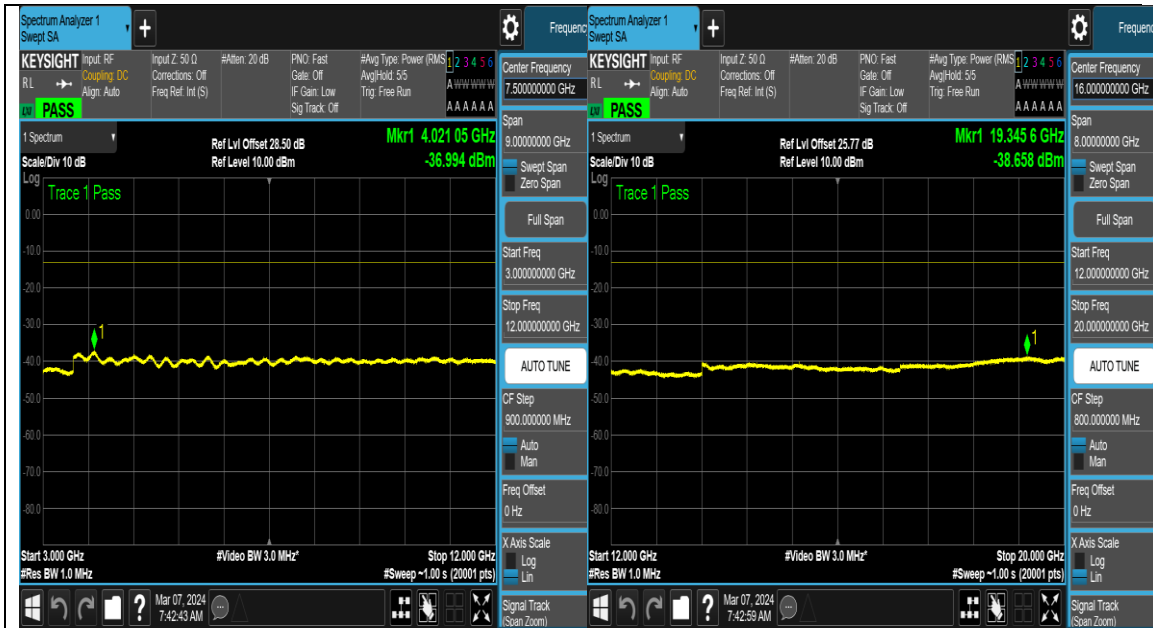 Spectrum Analyzer 1
Swept SA
+
Frequenc
KEYSIGHT
RL
Input: RF
Coupling: DC
Align: Auto
Input Z: 50 Ω
Corrections: Off
Freq Ref: Int (S)
#Atten: 20 dB
PNO: Fast
Gate: Off
IF Gain: Low
Sig Track: Off
#Avg Type: Power (RMS
Avg|Hold: 5/5
Trig: Free Run
1 2 3 4 5 6
A W W W W W
A A A A A A
PASS
1 Spectrum
Scale/Div 10 dB
Log
Ref Lvl Offset 28.50 dB
Ref Level 10.00 dBm
Mkr1 4.021 05 GHz
-36.994 dBm
Trace 1 Pass
1
0.00
-10.0
-20.0
-30.0
-40.0
-50.0
-60.0
-70.0
-80.0
Start 3.000 GHz
#Res BW 1.0 MHz
#Video BW 3.0 MHz*
Stop 12.000 GHz
#Sweep ~1.00 s (20001 pts)
Center Frequency
7.500000000 GHz
Span
9.00000000 GHz
Swept Span
Zero Span
Full Span
Start Freq
3.000000000 GHz
Stop Freq
12.000000000 GHz
AUTO TUNE
CF Step
900.000000 MHz
Auto
Man
Freq Offset
0 Hz
X Axis Scale
Log
Lin
Signal Track
(Span Zoom)
?
Mar 07, 2024
7:42:43 AM
Spectrum Analyzer 1
Swept SA
+
Frequenc
KEYSIGHT
RL
Input: RF
Coupling: DC
Align: Auto
Input Z: 50 Ω
Corrections: Off
Freq Ref: Int (S)
#Atten: 20 dB
PNO: Fast
Gate: Off
IF Gain: Low
Sig Track: Off
#Avg Type: Power (RMS
Avg|Hold: 5/5
Trig: Free Run
1 2 3 4 5 6
A W W W W W
A A A A A A
PASS
1 Spectrum
Scale/Div 10 dB
Log
Ref Lvl Offset 25.77 dB
Ref Level 10.00 dBm
Mkr1 19.345 6 GHz
-38.658 dBm
Trace 1 Pass
1
0.00
-10.0
-20.0
-30.0
-40.0
-50.0
-60.0
-70.0
-80.0
Start 12.000 GHz
#Res BW 1.0 MHz
#Video BW 3.0 MHz*
Stop 20.000 GHz
#Sweep ~1.00 s (20001 pts)
Center Frequency
16.000000000 GHz
Span
8.00000000 GHz
Swept Span
Zero Span
Full Span
Start Freq
12.000000000 GHz
Stop Freq
20.000000000 GHz
AUTO TUNE
CF Step
800.000000 MHz
Auto
Man
Freq Offset
0 Hz
X Axis Scale
Log
Lin
Signal Track
(Span Zoom)
?
Mar 07, 2024
7:42:59 AM